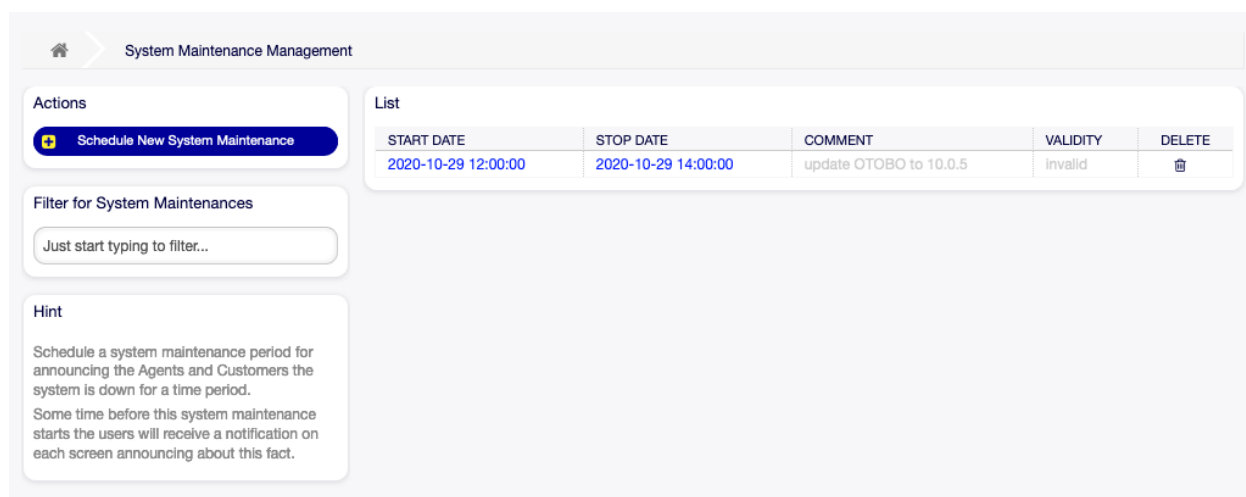 System Maintenance Management
Actions
Schedule New System Maintenance
Filter for System Maintenances
Just start typing to filter...
Hint
Schedule a system maintenance period for
announcing the Agents and Customers the
system is down for a time period.
Some time before this system maintenance
starts the users will receive a notification on
each screen announcing about this fact.
List
START DATE STOP DATE COMMENT VALIDITY DELETE
2020-10-29 12:00:00 2020-10-29 14:00:00 update OTOBO to 10.0.5 invalid